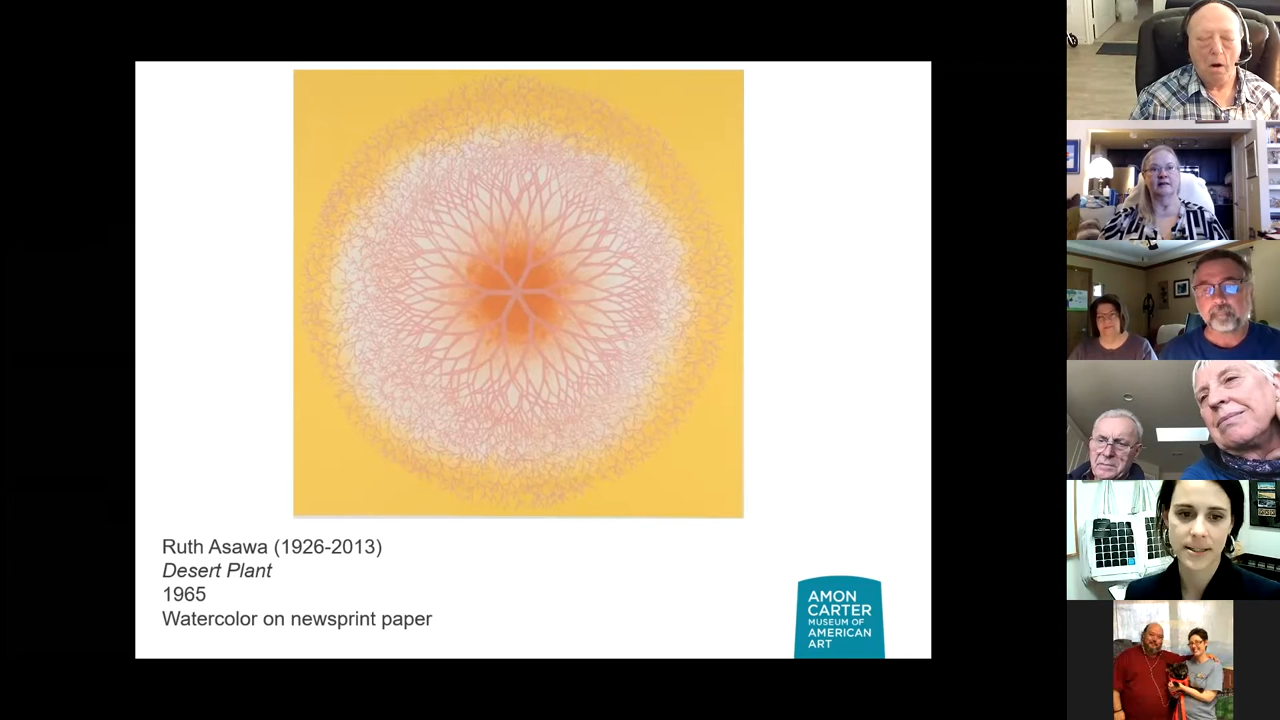 Ruth Asawa (1926-2013)
Desert Plant
1965
Watercolor on newsprint paper
AMON
CARTER
MUSEUM OF
AMERICAN
ART